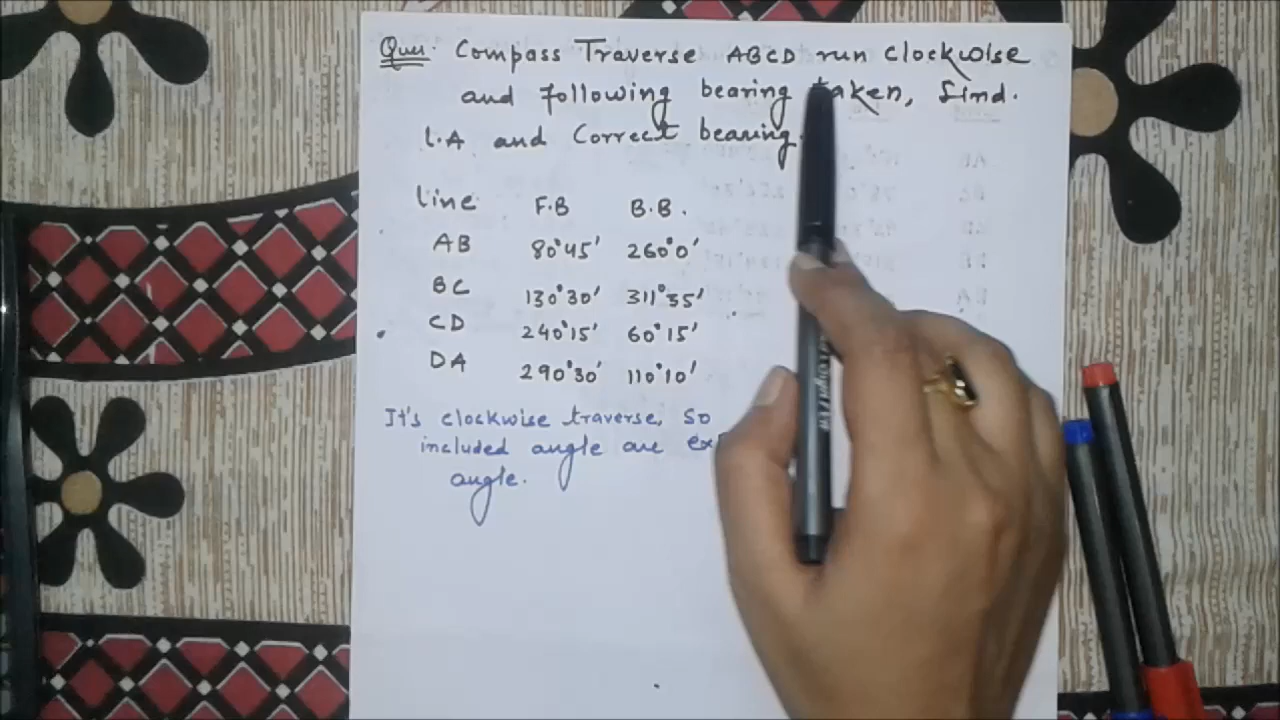 Ques. Compass Traverse ABCD run clockwise
and following bearing taken, find.
I.A and Correct bearing.
Line F.B B.B.
AB 80°45' 260°0'
BC 130°30' 311°35'
CD 240°15' 60°15'
DA 290°30' 110°10'
It's clockwise traverse, So
included angle are
angle.